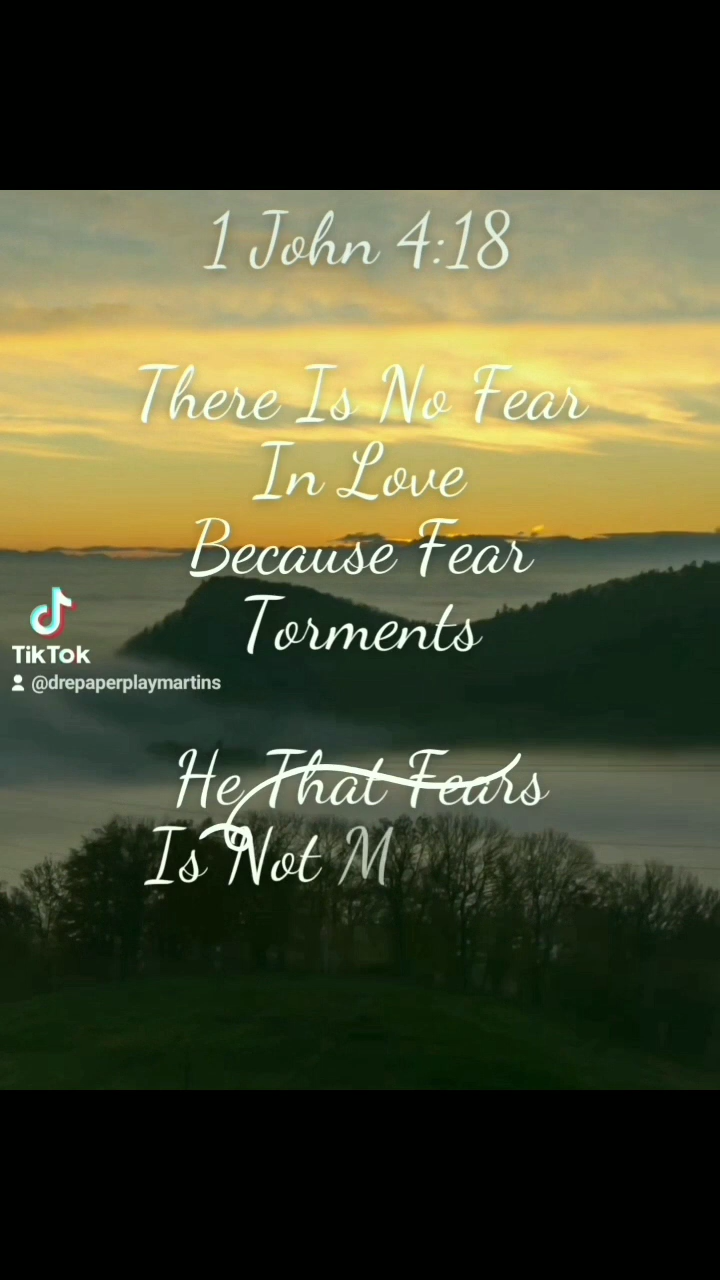 1 John 4:18
There Is No Fear
In Love
Because Fear
Torments
TikTok
@drepaperplaymartins
He That Fears
Is Not M